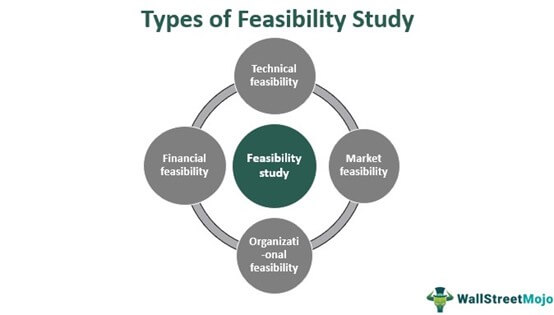 Types of Feasibility Study
Technical
feasibility
Financial
feasibility
Feasibility
study
Market
feasibility
Organizati
-onal
feasibility
WallStreetMojo